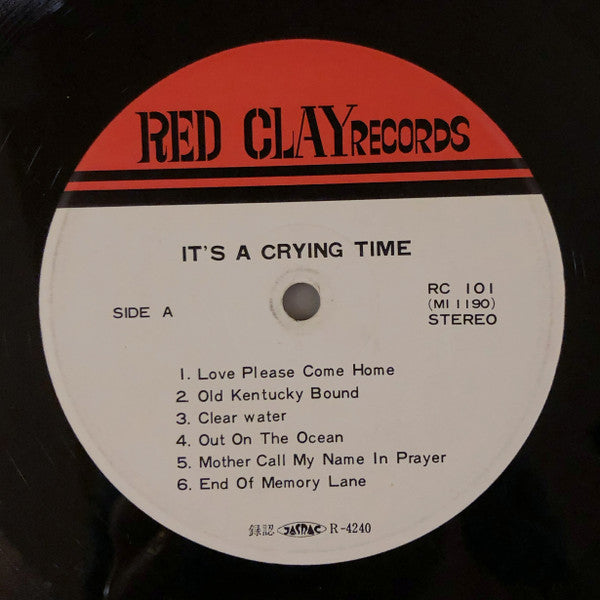 RED CLAY RECORDS
IT'S A CRYING TIME
SIDE A
RC 101
(MI 1190)
STEREO
1. Love Please Come Home
2. Old Kentucky Bound
3. Clear water
4. Out On The Ocean
5. Mother Call My Name In Prayer
6. End Of Memory Lane
録認 JASRAC R-4240